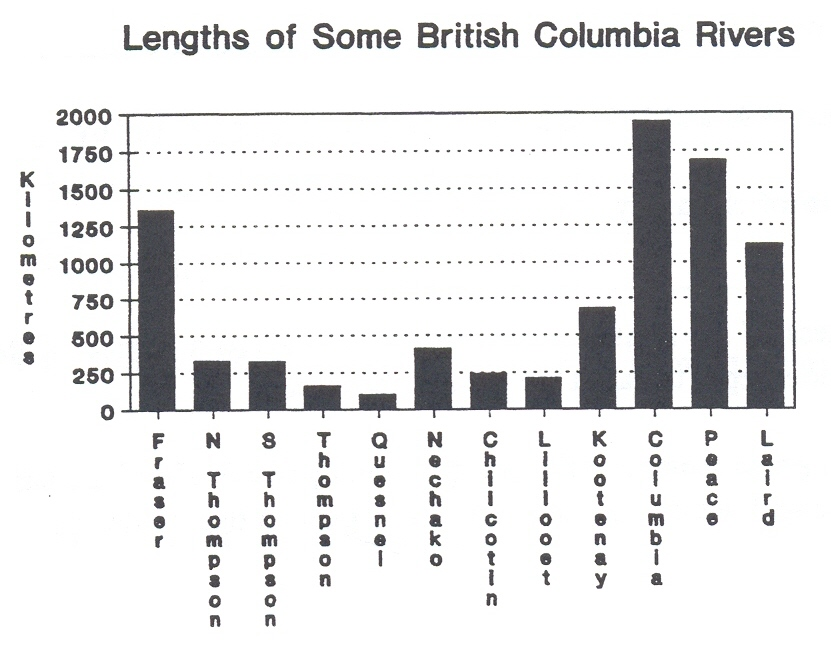 Lengths of Some British Columbia Rivers
Kilometres
2000
1750
1500
1250
1000
750
500
250
0
Fraser
N Thompson
S Thompson
Thompson
Quesnel
Nechako
Chilcotin
Lillooet
Kootenay
Columbia
Peace
Laird